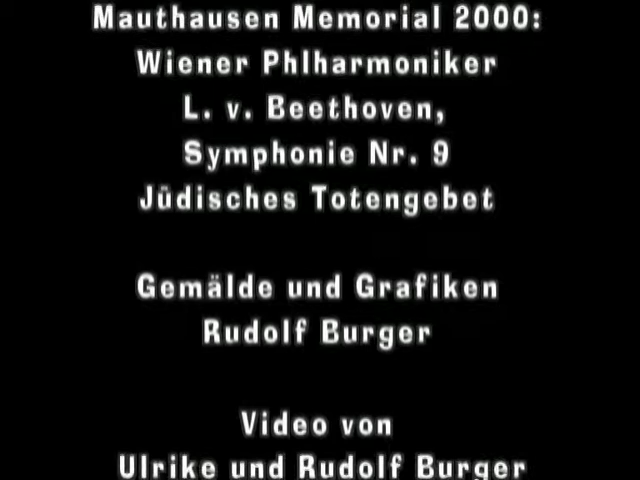 Mauthausen Memorial 2000:
Wiener Phlharmoniker
L. v. Beethoven,
Symphonie Nr. 9
Jüdisches Totengebet
Gemälde und Grafiken
Rudolf Burger
Video von
Ulrike und Rudolf Burger